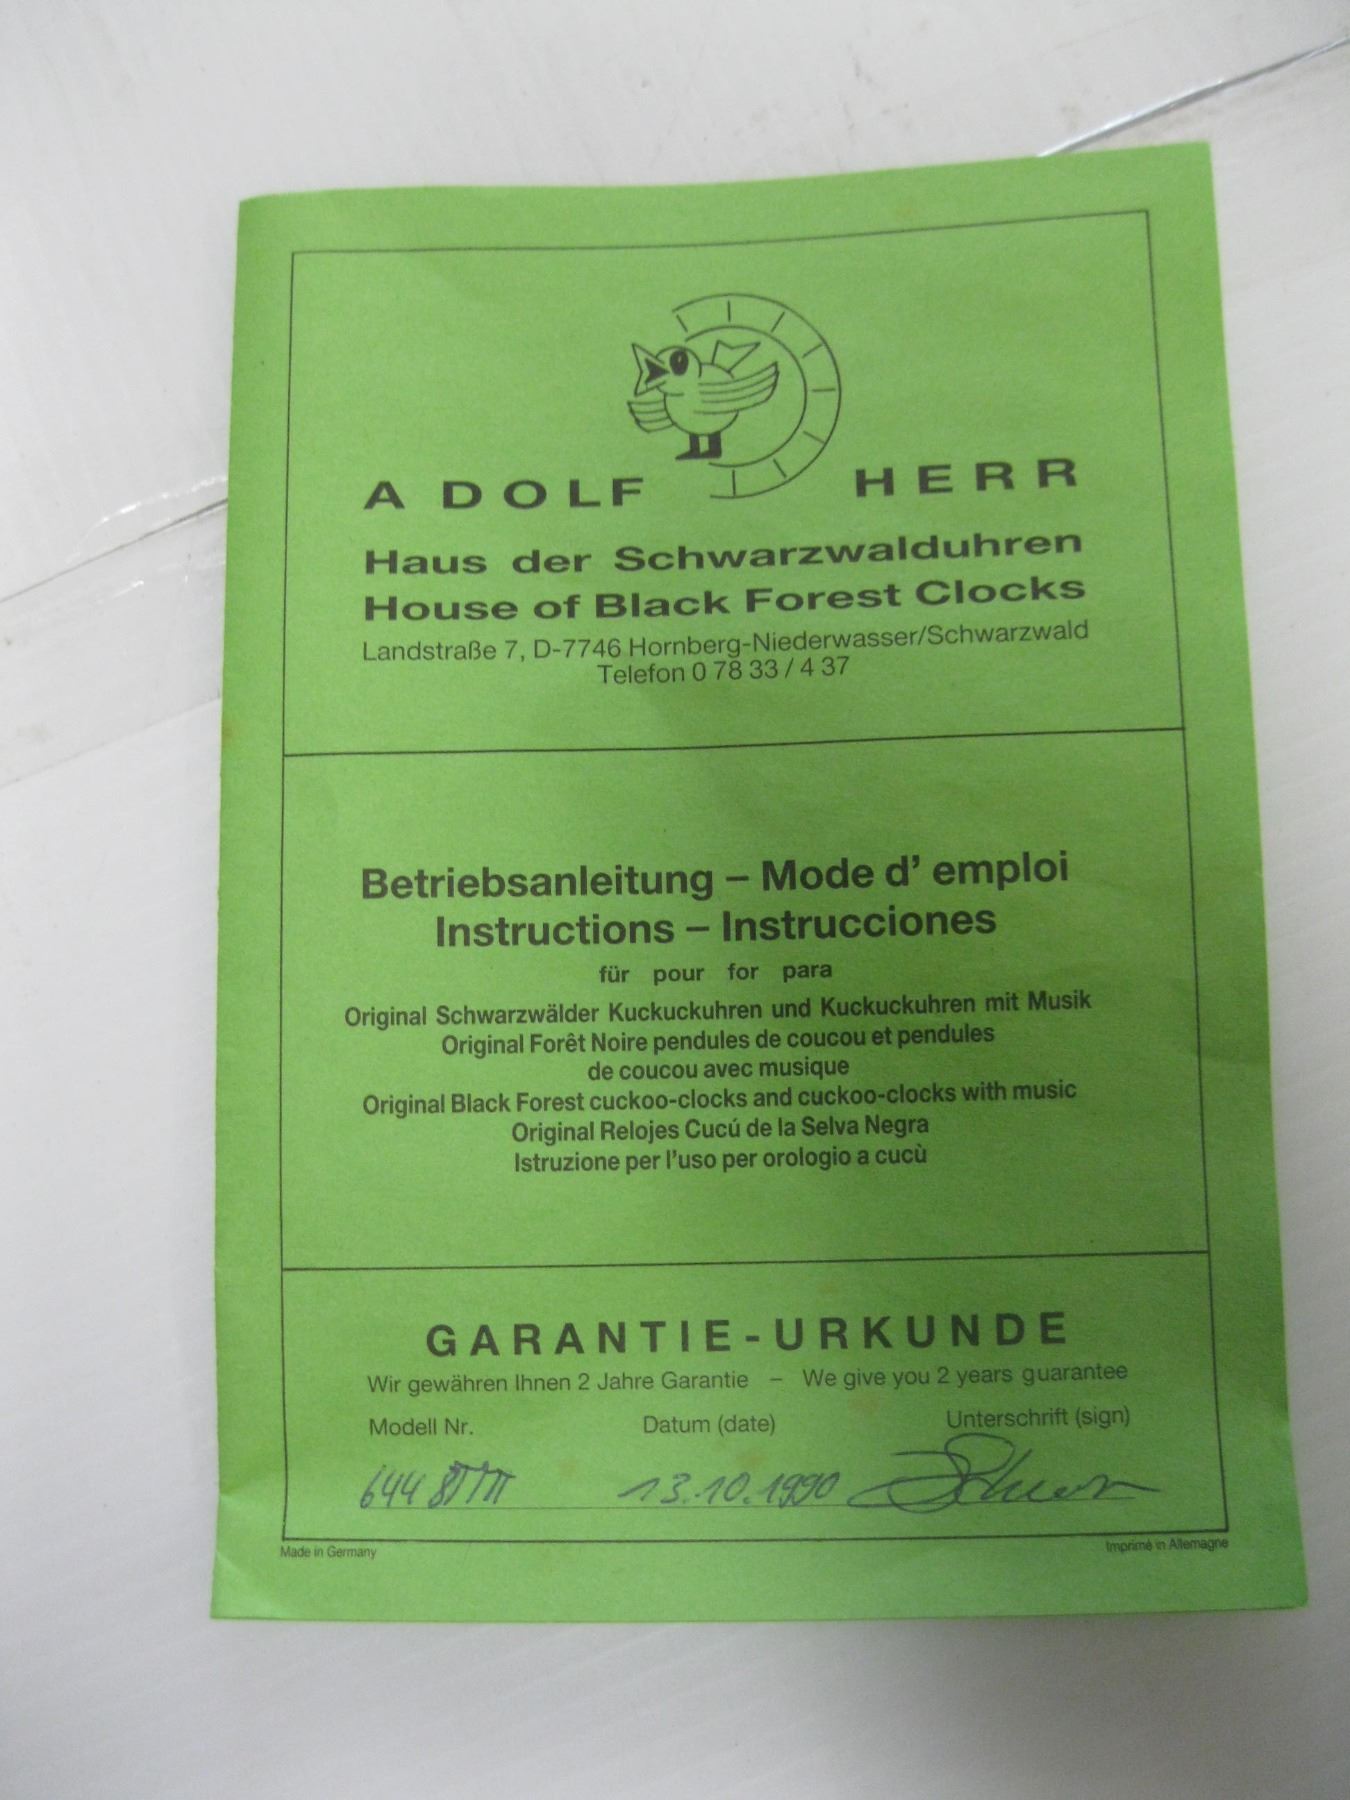 ADOLF HERR
Haus der Schwarzwalduhren
House of Black Forest Clocks
Landstraße 7, D-7746 Hornberg-Niederwasser/Schwarzwald
Telefon 0 78 33 / 4 37
Betriebsanleitung – Mode d' emploi
Instructions – Instrucciones
für pour for para
Original Schwarzwälder Kuckuckuhren und Kuckuckuhren mit Musik
Original Forêt Noire pendules de coucou et pendules
de coucou avec musique
Original Black Forest cuckoo-clocks and cuckoo-clocks with music
Original Relojes Cucú de la Selva Negra
Istruzione per l'uso per orologio a cucù
GARANTIE-URKUNDE
Wir gewähren Ihnen 2 Jahre Garantie – We give you 2 years guarantee
Modell Nr. Datum (date) Unterschrift (sign)
644 13.10.1990
Made in Germany Imprimé in Allemagne